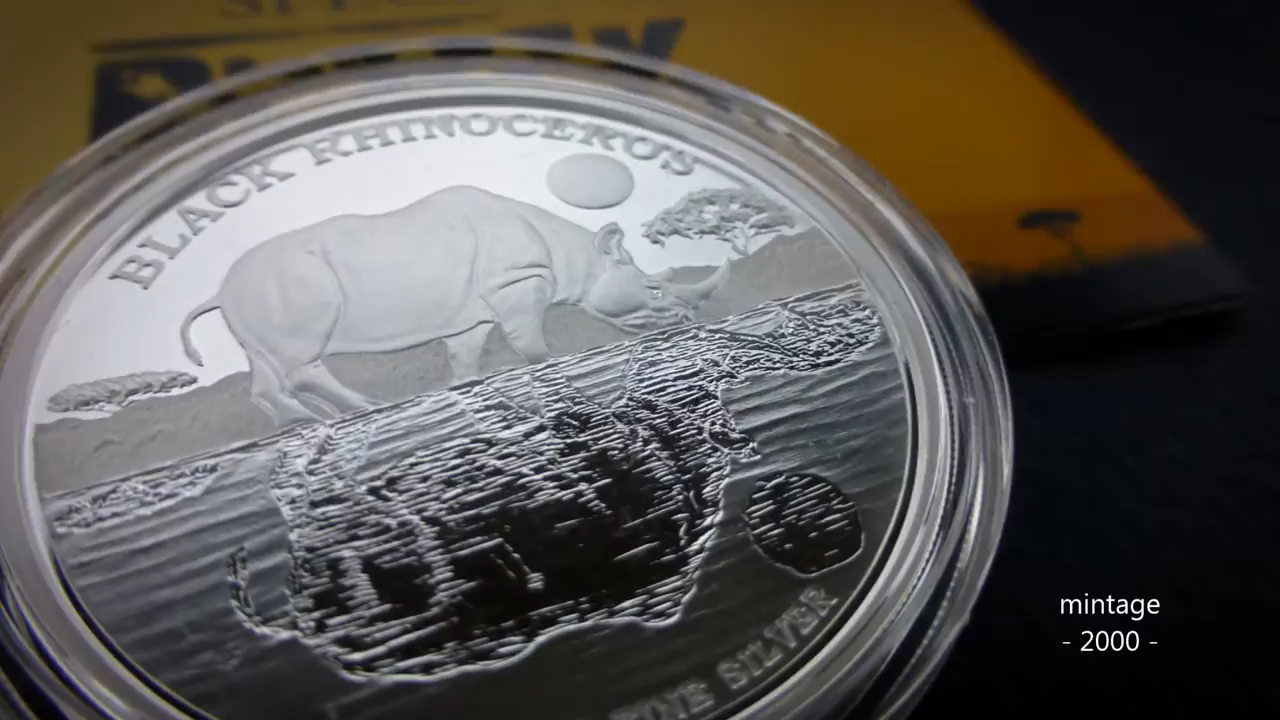 BLACK RHINOCEROS
FINE SILVER
mintage
- 2000 -